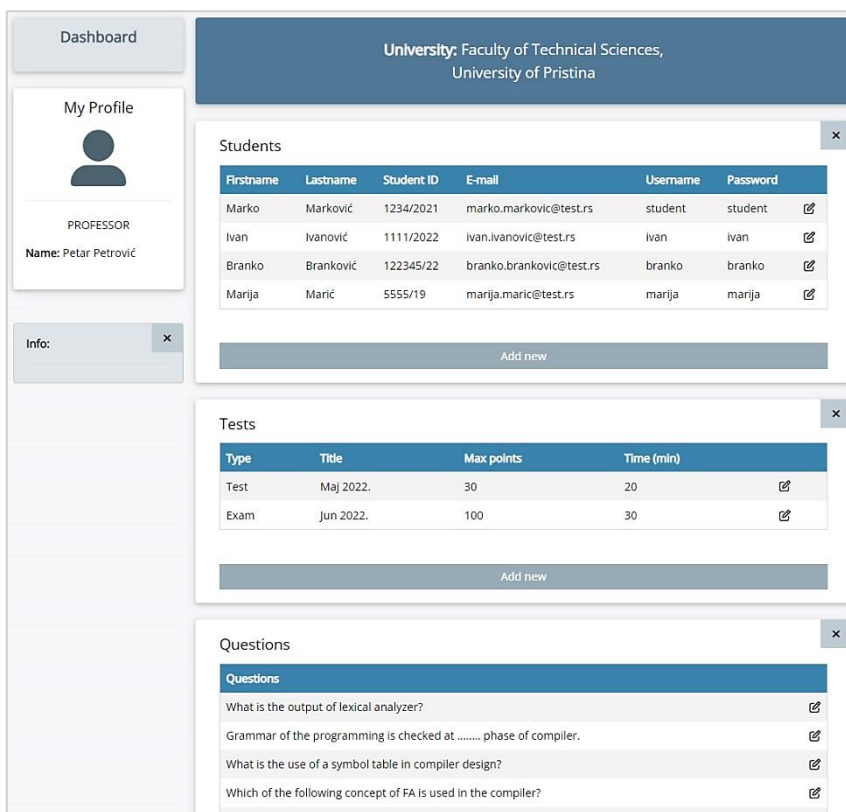 Dashboard
University: Faculty of Technical Sciences,
University of Pristina
My Profile
PROFESSOR
Name: Petar Petrović
Info:
Students
Firstname Lastname Student ID E-mail Username Password
Marko Marković 1234/2021 marko.markovic@test.rs student student
Ivan Ivanović 1111/2022 ivan.ivanovic@test.rs ivan ivan
Branko Branković 122345/22 branko.brankovic@test.rs branko branko
Marija Marić 5555/19 marija.maric@test.rs marija marija
Add new
Tests
Type Title Max points Time (min)
Test Maj 2022. 30 20
Exam Jun 2022. 100 30
Add new
Questions
Questions
What is the output of lexical analyzer?
Grammar of the programming is checked at ........ phase of compiler.
What is the use of a symbol table in compiler design?
Which of the following concept of FA is used in the compiler?